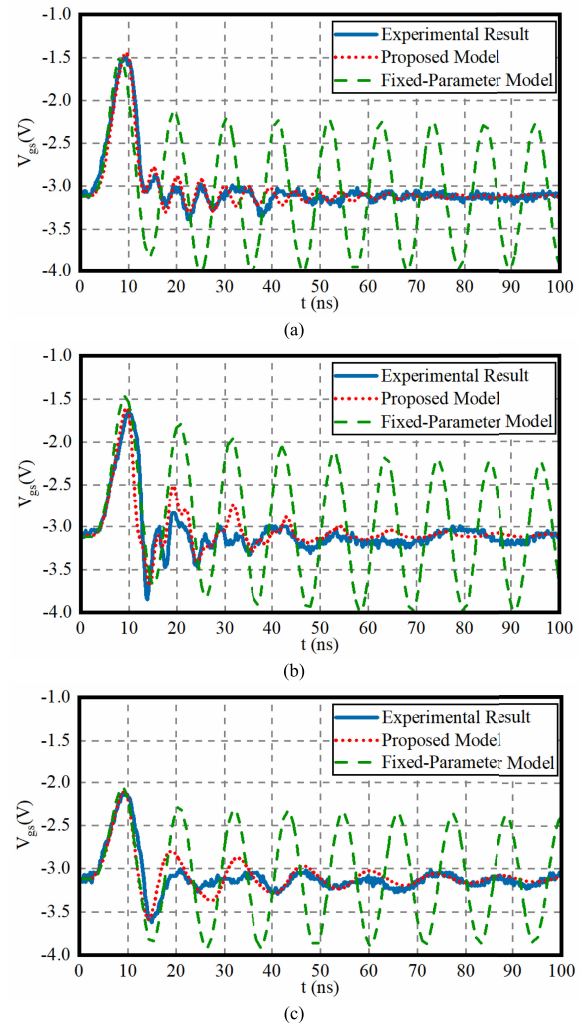 Experimental Result
Proposed Model
Fixed-Parameter Model
-1.0
-1.5
-2.0
-2.5
-3.0
-3.5
-4.0
Vgs(V)
0 10 20 30 40 50 60 70 80 90 100
t (ns)
(a)
Experimental Result
Proposed Model
Fixed-Parameter Model
-1.0
-1.5
-2.0
-2.5
-3.0
-3.5
-4.0
Vgs(V)
0 10 20 30 40 50 60 70 80 90 100
t (ns)
(b)
Experimental Result
Proposed Model
Fixed-Parameter Model
-1.0
-1.5
-2.0
-2.5
-3.0
-3.5
-4.0
Vgs(V)
0 10 20 30 40 50 60 70 80 90 100
t (ns)
(c)